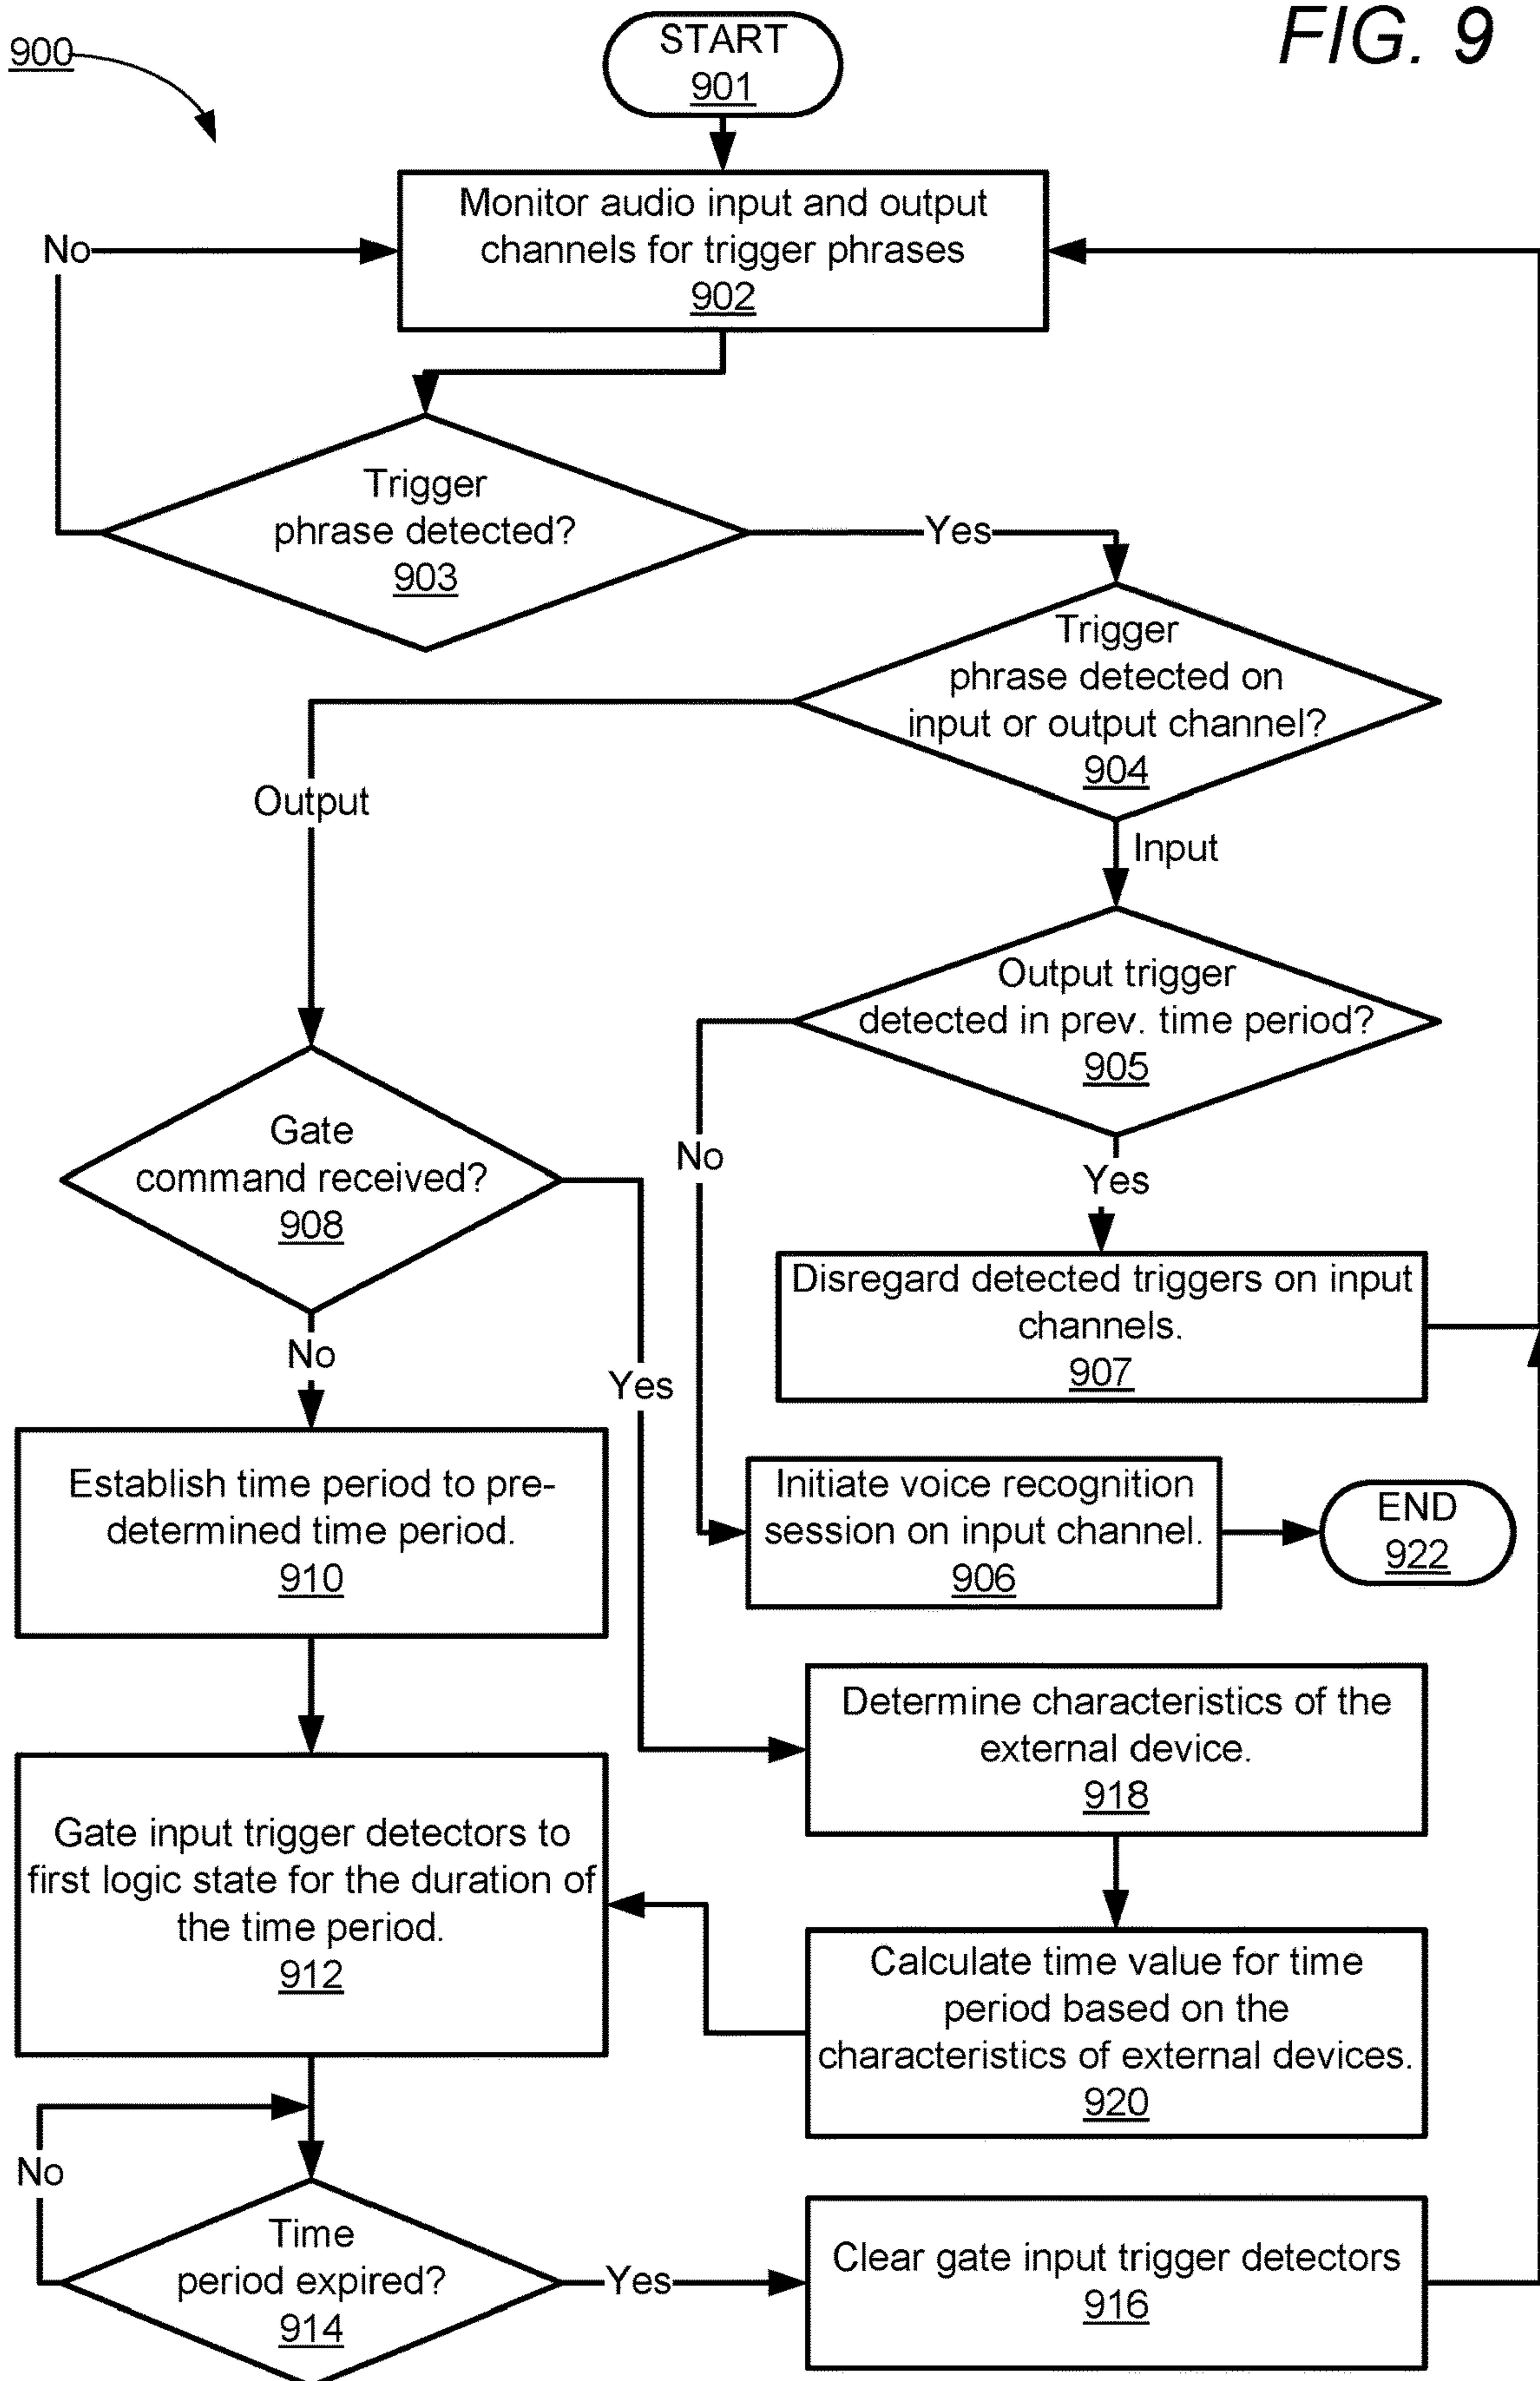 FIG. 9
900
START
901
Monitor audio input and output
channels for trigger phrases
902
No
Trigger
phrase detected?
903
Yes
Trigger
phrase detected on
input or output channel?
904
Output
Input
Output trigger
detected in prev. time period?
905
Gate
command received?
908
No
Yes
Disregard detected triggers on input
channels.
907
No
Yes
Establish time period to pre-
determined time period.
910
Initiate voice recognition
session on input channel.
906
END
922
Determine characteristics of the
external device.
918
Gate input trigger detectors to
first logic state for the duration of
the time period.
912
Calculate time value for time
period based on the
characteristics of external devices.
920
No
Time
period expired?
914
Yes
Clear gate input trigger detectors
916